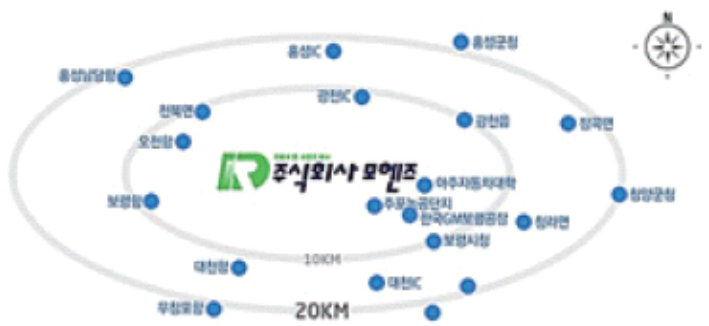 N
홍성군청
홍성IC
홍성남당항
광천IC
천북면
광천읍
장곡면
오천항
주식회사 모헨즈
아주자동차대학
청양군청
보령항
주포농공단지
한국GM보령공장
청라면
보령시청
10KM
대천항
대천IC
무창포항
20KM